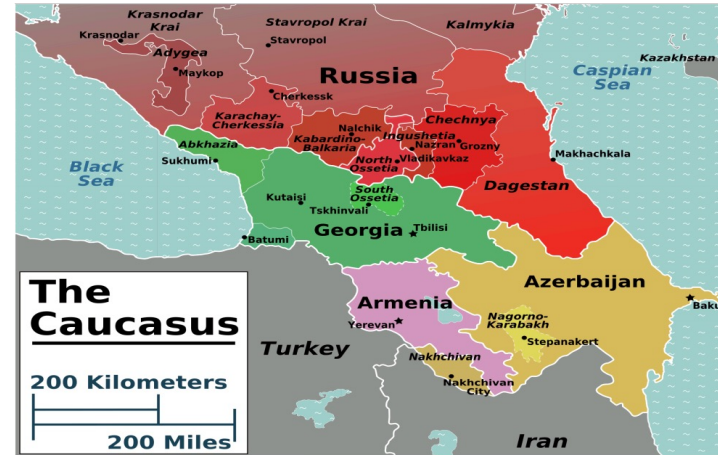 Krasnodar
Krai
Stavropol Krai
Kalmykia
Krasnodar
Stavropol
Adygea
Maykop
Russia
Kazakhstan
Caspian
Sea
Cherkessk
Karachay-
Cherkessia
Chechnya
Nalchik
Ingushetia
Kabardino-
Balkaria
Nazran
Grozny
Abkhazia
North
Ossetia
Vladikavkaz
Makhachkala
Black
Sea
Sukhumi
Dagestan
Kutaisi
South
Ossetia
Tskhinvali
Georgia
Tbilisi
Batumi
Azerbaijan
The
Caucasus
Armenia
Baku
Nagorno-
Karabakh
Yerevan
Stepanakert
Turkey
Nakhchivan
200 Kilometers
Nakhchivan
City
200 Miles
Iran